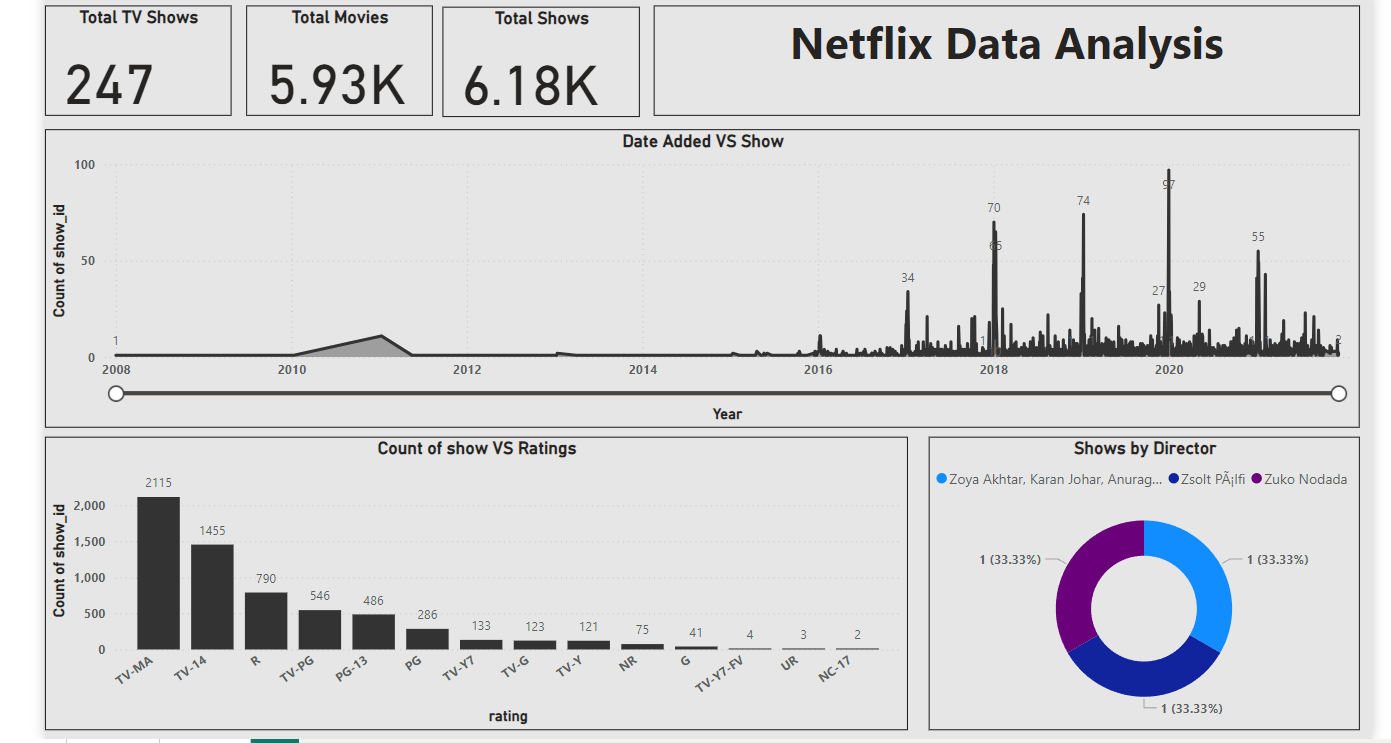 Total TV Shows
247
Total Movies
5.93K
Total Shows
6.18K
Netflix Data Analysis
Date Added VS Show
Count of show_id
100
50
0
1
34
70
65
1
74
27
97
29
55
2
2008
2010
2012
2014
2016
2018
2020
Year
Count of show VS Ratings
Count of show_id
2,000
1,500
1,000
500
0
2115
1455
790
546
486
286
133
123
121
75
41
4
3
2
TV-MA
TV-14
R
TV-PG
PG-13
PG
TV-Y7
TV-G
TV-Y
NR
G
TV-Y7-FV
UR
NC-17
rating
Shows by Director
Zoya Akhtar, Karan Johar, Anurag...
Zsolt PÃ¡lfi
Zuko Nodada
1 (33.33%)
1 (33.33%)
1 (33.33%)